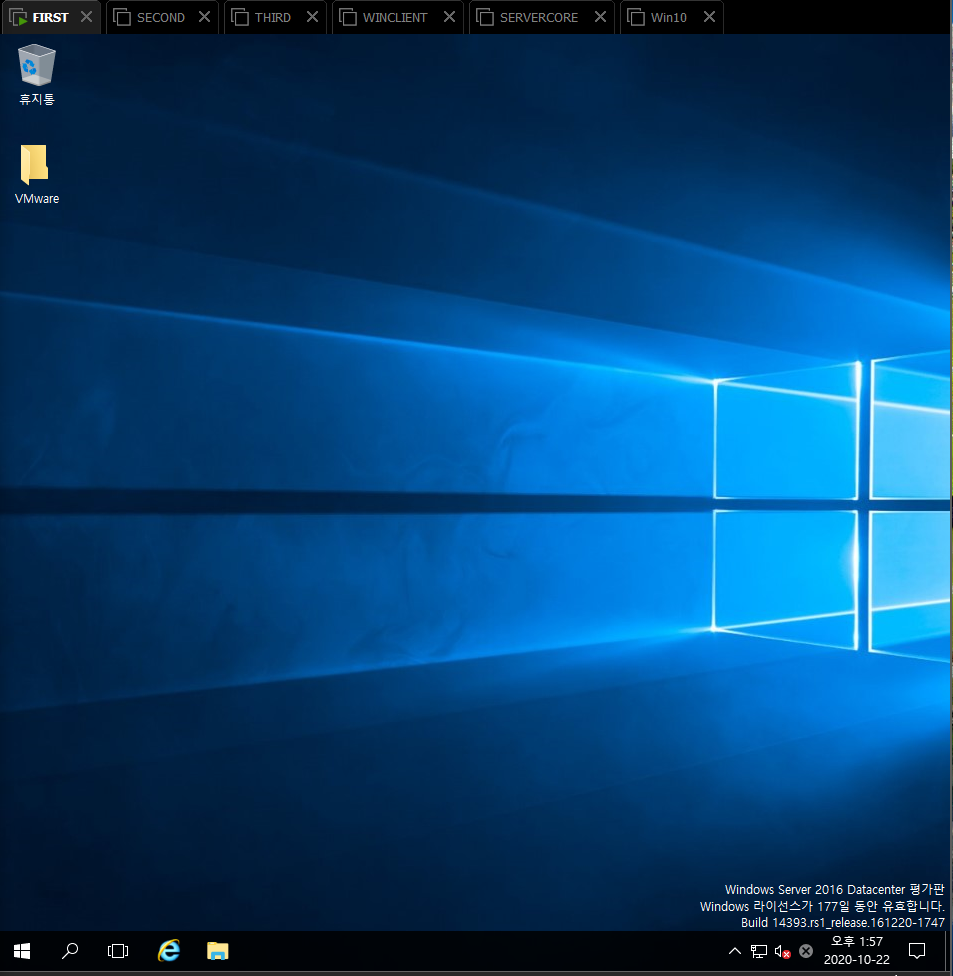 FIRST
SECOND
THIRD
WINCLIENT
SERVERCORE
Win10
휴지통
VMware
Windows Server 2016 Datacenter 평가판
Windows 라이선스가 177일 동안 유효합니다.
Build 14393.rs1_release.161220-1747
오후 1:57
2020-10-22